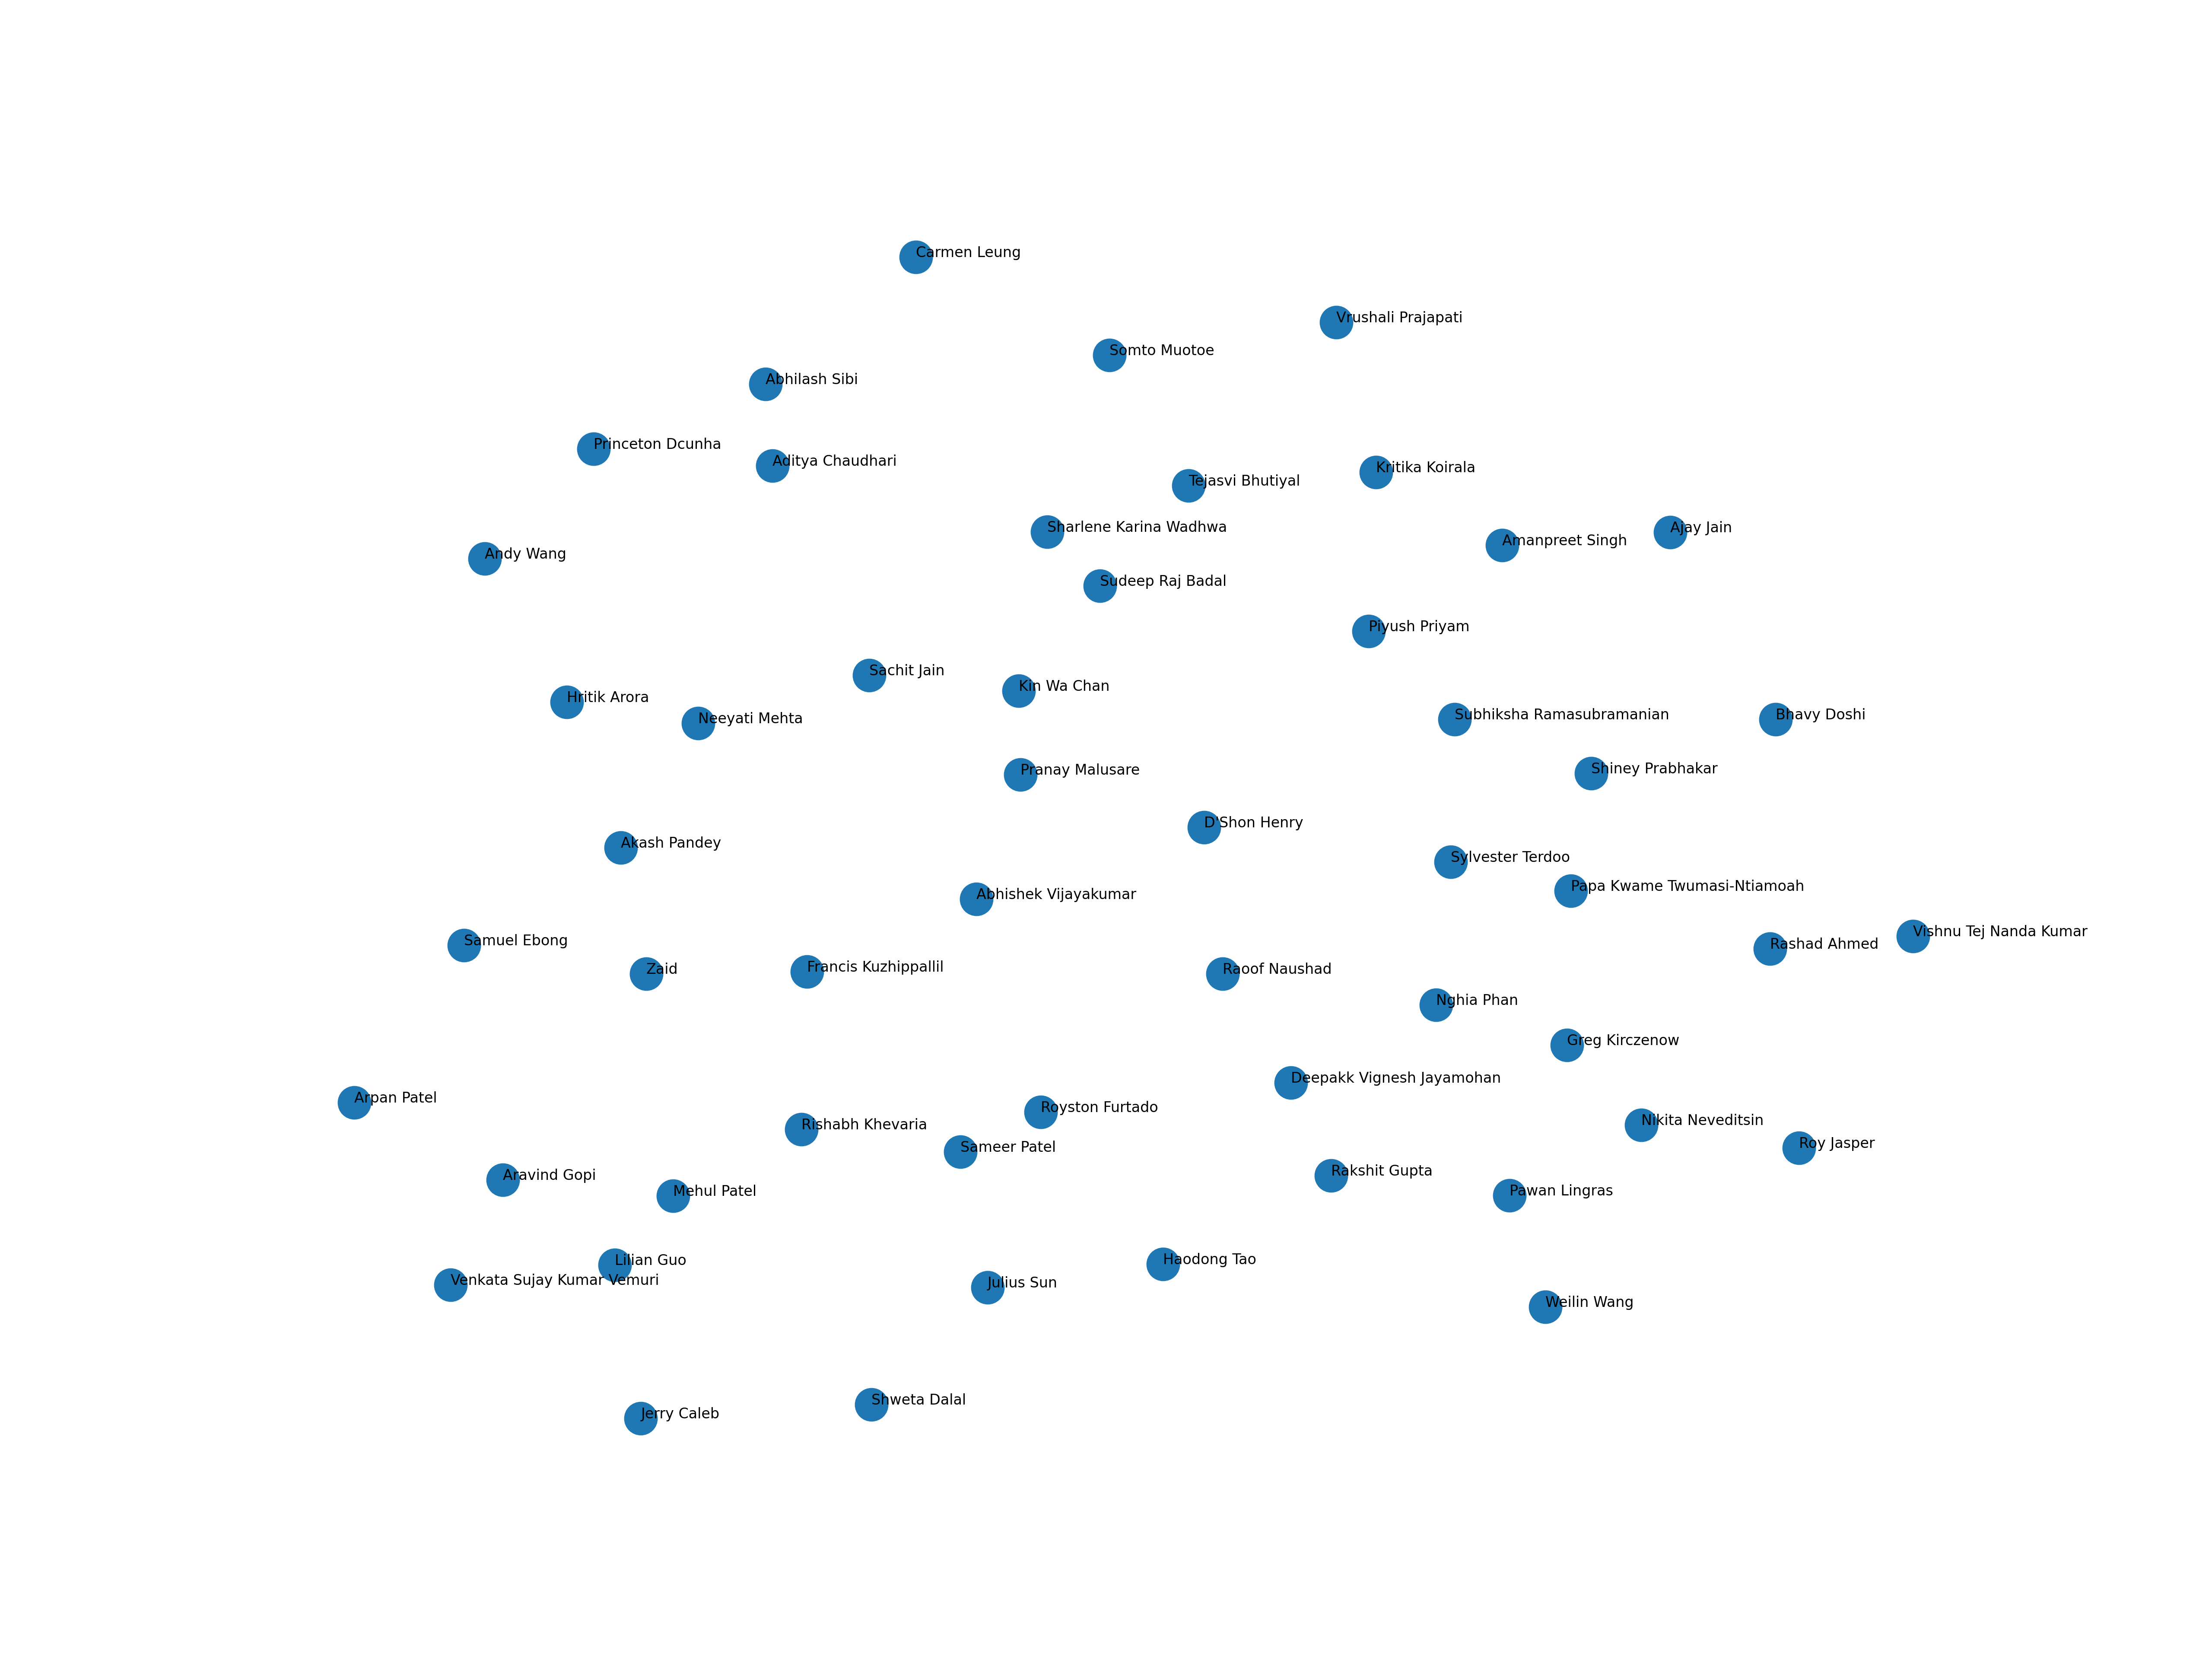 Carmen Leung
Vrushali Prajapati
Somto Muotoe
Abhilash Sibi
Princeton Dcunha
Aditya Chaudhari
Kritika Koirala
Tejasvi Bhutiyal
Sharlene Karina Wadhwa
Ajay Jain
Amanpreet Singh
Andy Wang
Sudeep Raj Badal
Piyush Priyam
Sachit Jain
Kin Wa Chan
Hritik Arora
Neeyati Mehta
Subhiksha Ramasubramanian
Bhavy Doshi
Pranay Malusare
Shiney Prabhakar
D'Shon Henry
Akash Pandey
Sylvester Terdoo
Papa Kwame Twumasi-Ntiamoah
Abhishek Vijayakumar
Vishnu Tej Nanda Kumar
Samuel Ebong
Rashad Ahmed
Francis Kuzhippallil
Zaid
Raoof Naushad
Nghia Phan
Greg Kirczenow
Deepakk Vignesh Jayamohan
Arpan Patel
Royston Furtado
Nikita Neveditsin
Rishabh Khevaria
Roy Jasper
Sameer Patel
Rakshit Gupta
Aravind Gopi
Mehul Patel
Pawan Lingras
Haodong Tao
Lilian Guo
Venkata Sujay Kumar Vemuri
Julius Sun
Weilin Wang
Shweta Dalal
Jerry Caleb